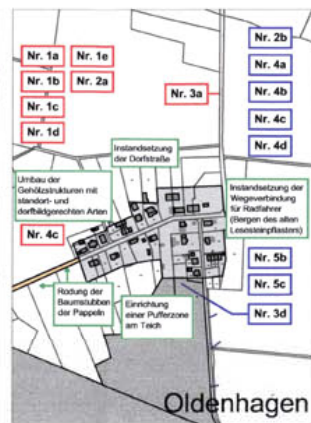 Nr. 1a
Nr. 1e
Nr. 2b
Nr. 1b
Nr. 2a
Nr. 4a
Nr. 1c
Nr. 3a
Nr. 4b
Nr. 1d
Nr. 4c
Nr. 4d
Instandsetzung
der Dorfstraße
Umbau der
Gehölzstrukturen mit
standort- und
dorfbildgerechten Arten
Instandsetzung der
Wegeverbindung
für Radfahrer
(Bergen des alten
Lesesteinpflasters)
Nr. 4c
Nr. 5b
Nr. 5c
Nr. 3d
Rodung der
Baumstubben
der Pappeln
Einrichtung
einer Pufferzone
am Teich
Oldenhagen